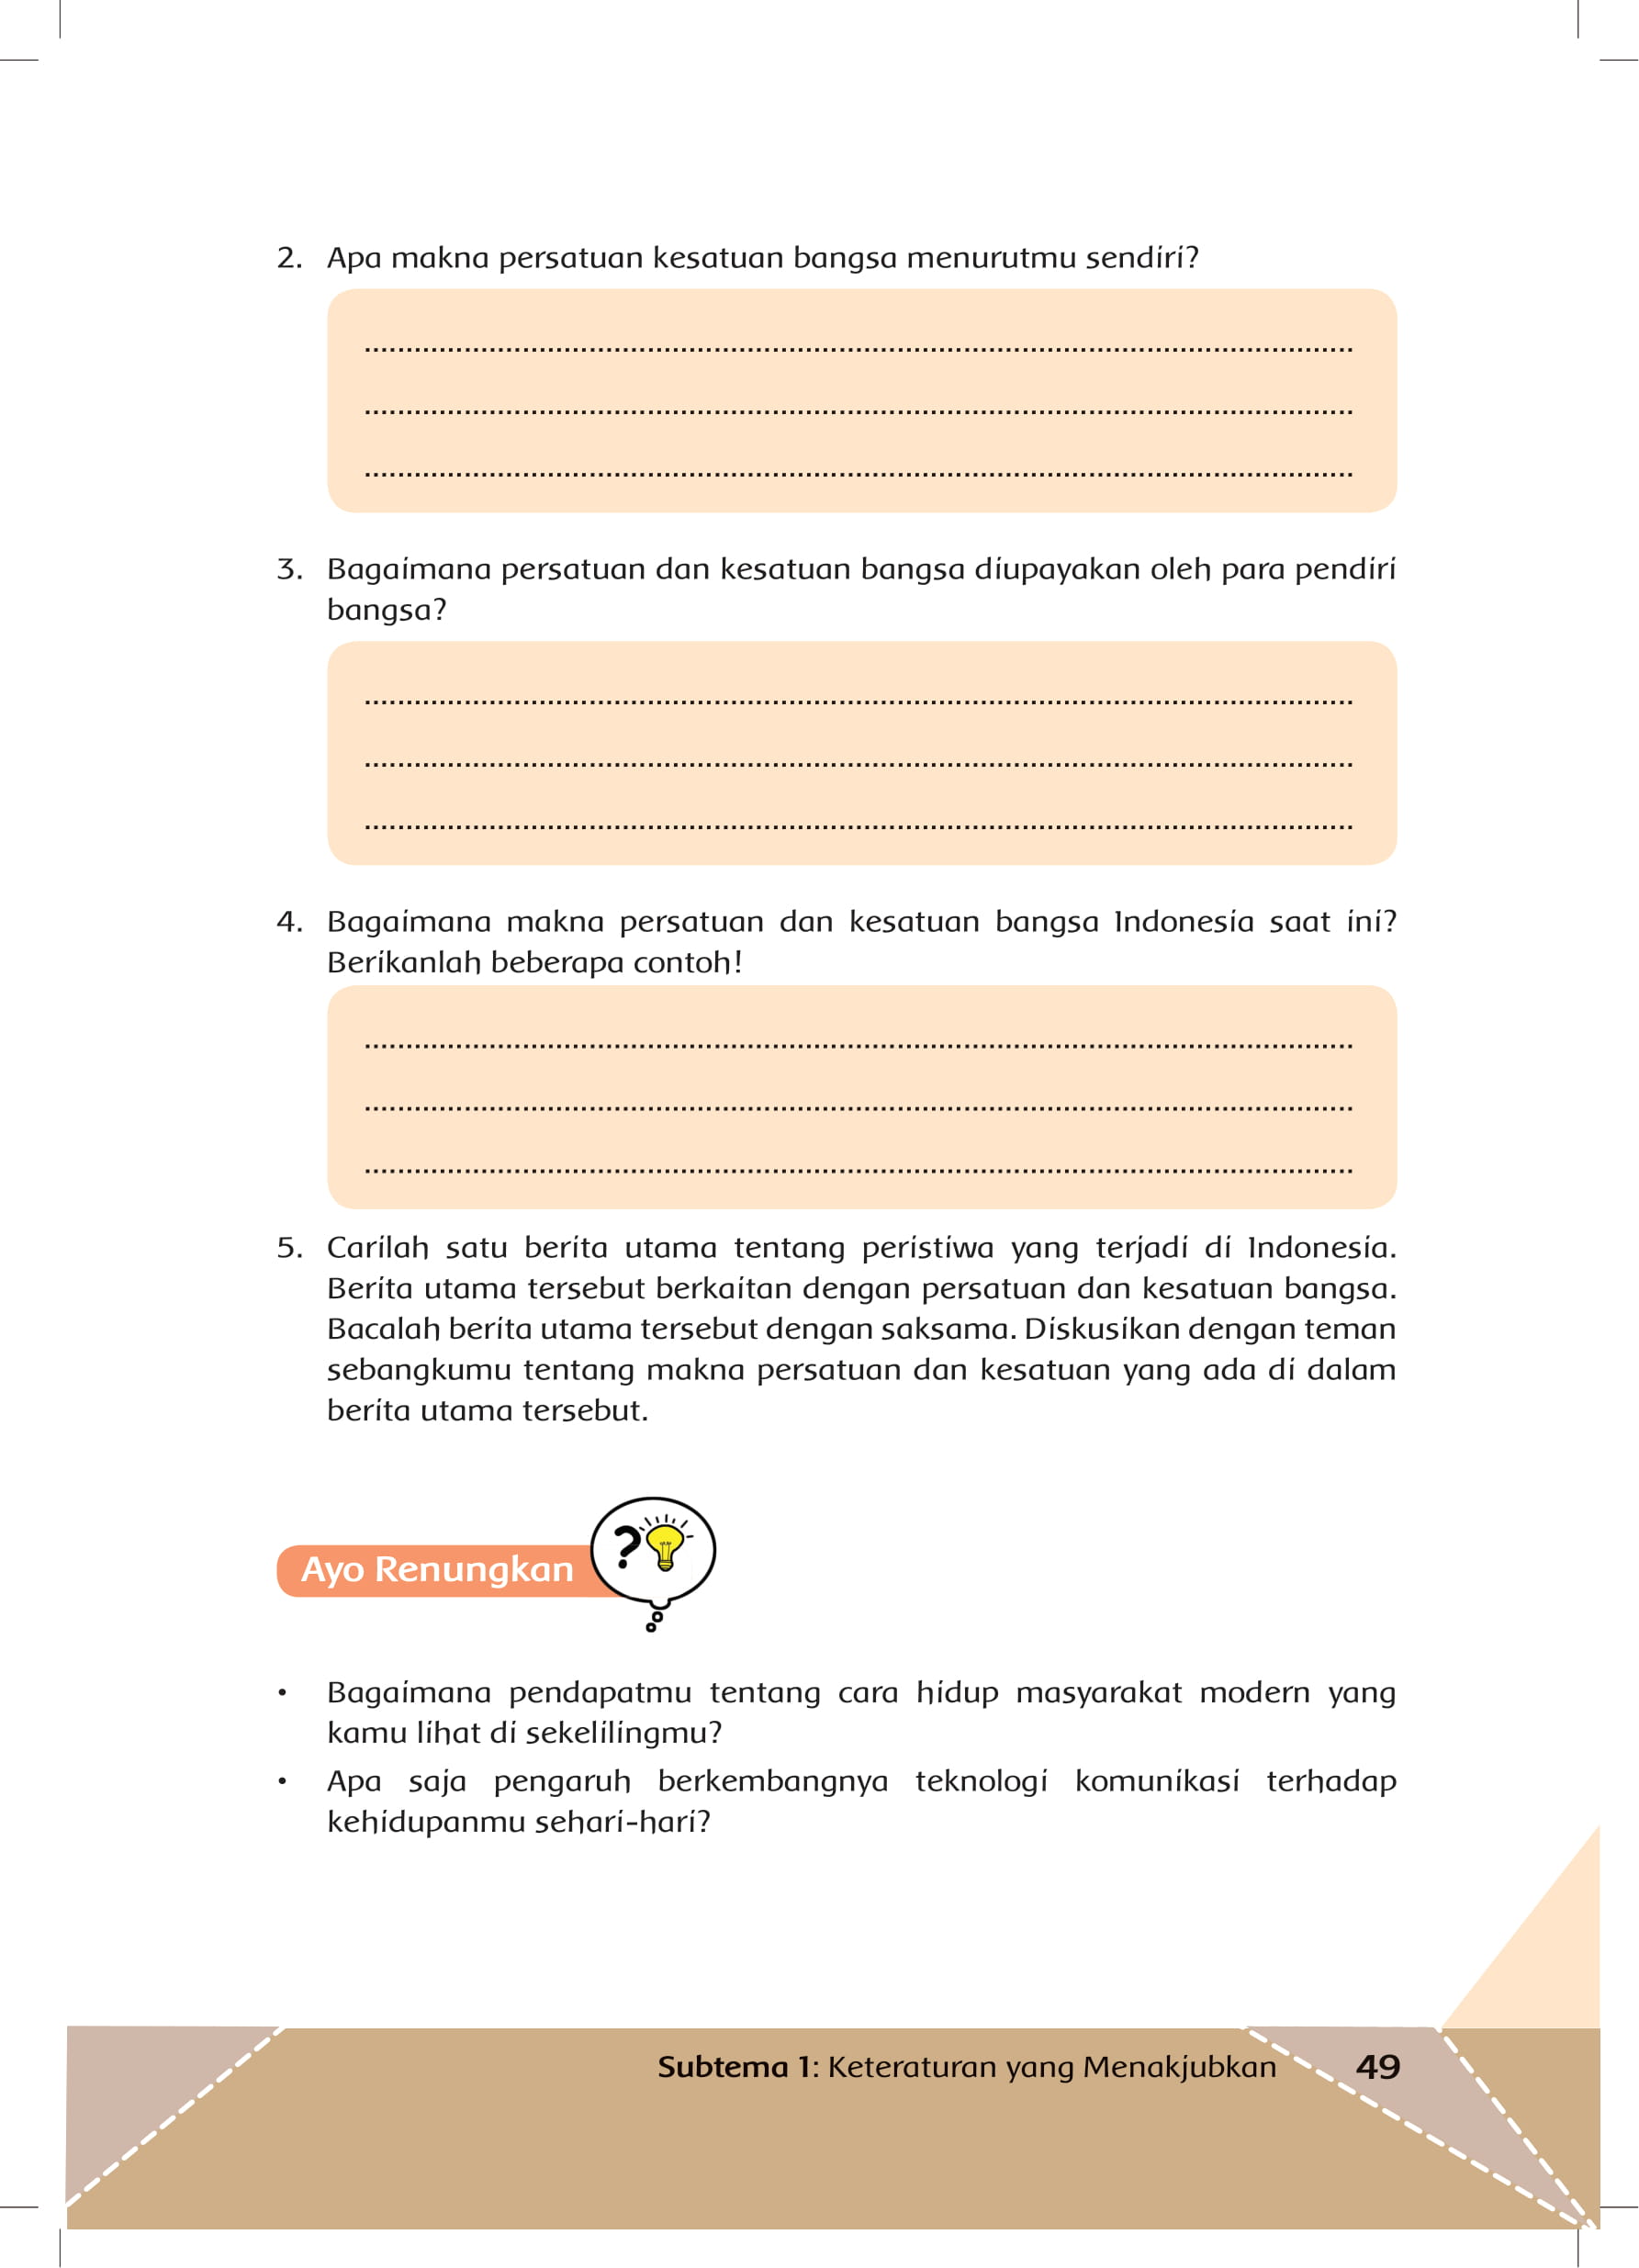 2. Apa makna persatuan kesatuan bangsa menurutmu sendiri?
3. Bagaimana persatuan dan kesatuan bangsa diupayakan oleh para pendiri
bangsa?
4. Bagaimana makna persatuan dan kesatuan bangsa Indonesia saat ini?
Berikanlah beberapa contoh!
5. Carilah satu berita utama tentang peristiwa yang terjadi di Indonesia.
Berita utama tersebut berkaitan dengan persatuan dan kesatuan bangsa.
Bacalah berita utama tersebut dengan saksama. Diskusikan dengan teman
sebangkumu tentang makna persatuan dan kesatuan yang ada di dalam
berita utama tersebut.
Ayo Renungkan
?
• Bagaimana pendapatmu tentang cara hidup masyarakat modern yang
kamu lihat di sekelilingmu?
• Apa saja pengaruh berkembangnya teknologi komunikasi terhadap
kehidupanmu sehari-hari?
Subtema 1: Keteraturan yang Menakjubkan 49